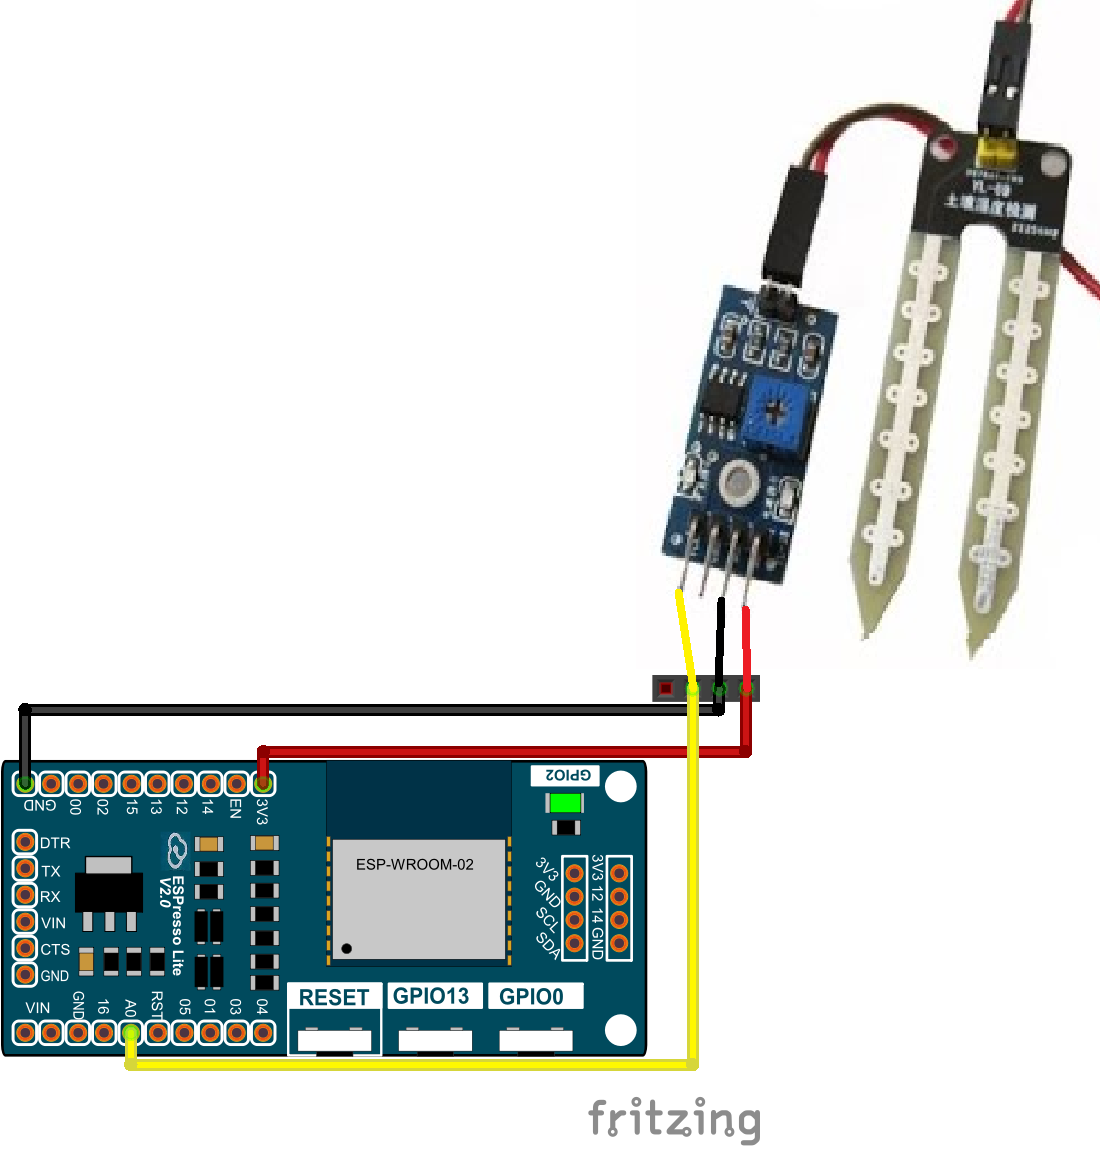 YL-69
土壤湿度检测
GPIO2
GND
GND
00
02
15
13
12
14
EN
3V3
DTR
TX
RX
VIN
CTS
GND
ESPresso Lite
V2.0
ESP-WROOM-02
3V3
GND
SCL
SDA
3V3
12
14
GND
VIN
GND
16
A0
RST
05
01
03
04
RESET
GPIO13
GPIO0
fritzing